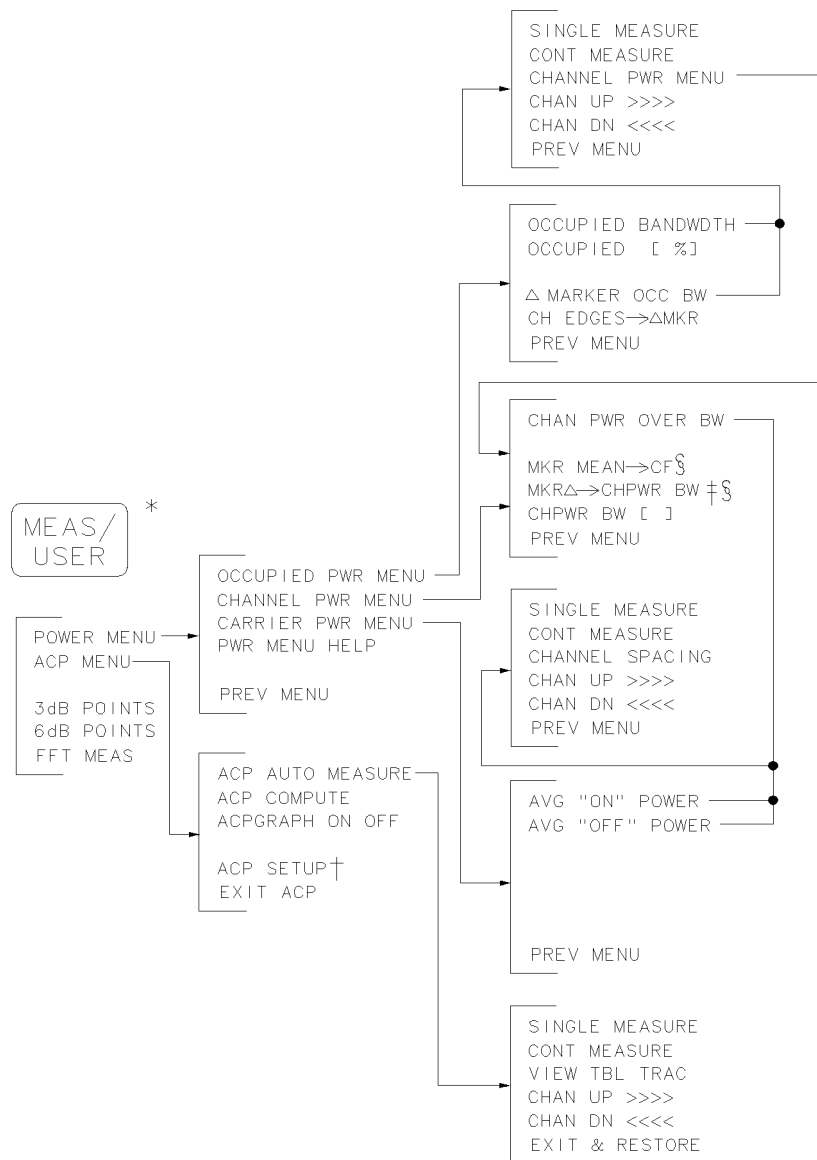 SINGLE MEASURE
CONT MEASURE
CHANNEL PWR MENU
CHAN UP >>>>
CHAN DN <<<<
PREV MENU
OCCUPIED BANDWDTH
OCCUPIED [ %]
△ MARKER OCC BW
CH EDGES→△MKR
PREV MENU
CHAN PWR OVER BW
MKR MEAN→CF§
MKR△→CHPWR BW ‡§
CHPWR BW [ ]
PREV MENU
MEAS/
USER *
POWER MENU
ACP MENU
3dB POINTS
6dB POINTS
FFT MEAS
OCCUPIED PWR MENU
CHANNEL PWR MENU
CARRIER PWR MENU
PWR MENU HELP
PREV MENU
ACP AUTO MEASURE
ACP COMPUTE
ACPGRAPH ON OFF
ACP SETUP†
EXIT ACP
SINGLE MEASURE
CONT MEASURE
CHANNEL SPACING
CHAN UP >>>>
CHAN DN <<<<
PREV MENU
AVG "ON" POWER
AVG "OFF" POWER
PREV MENU
SINGLE MEASURE
CONT MEASURE
VIEW TBL TRAC
CHAN UP >>>>
CHAN DN <<<<
EXIT & RESTORE